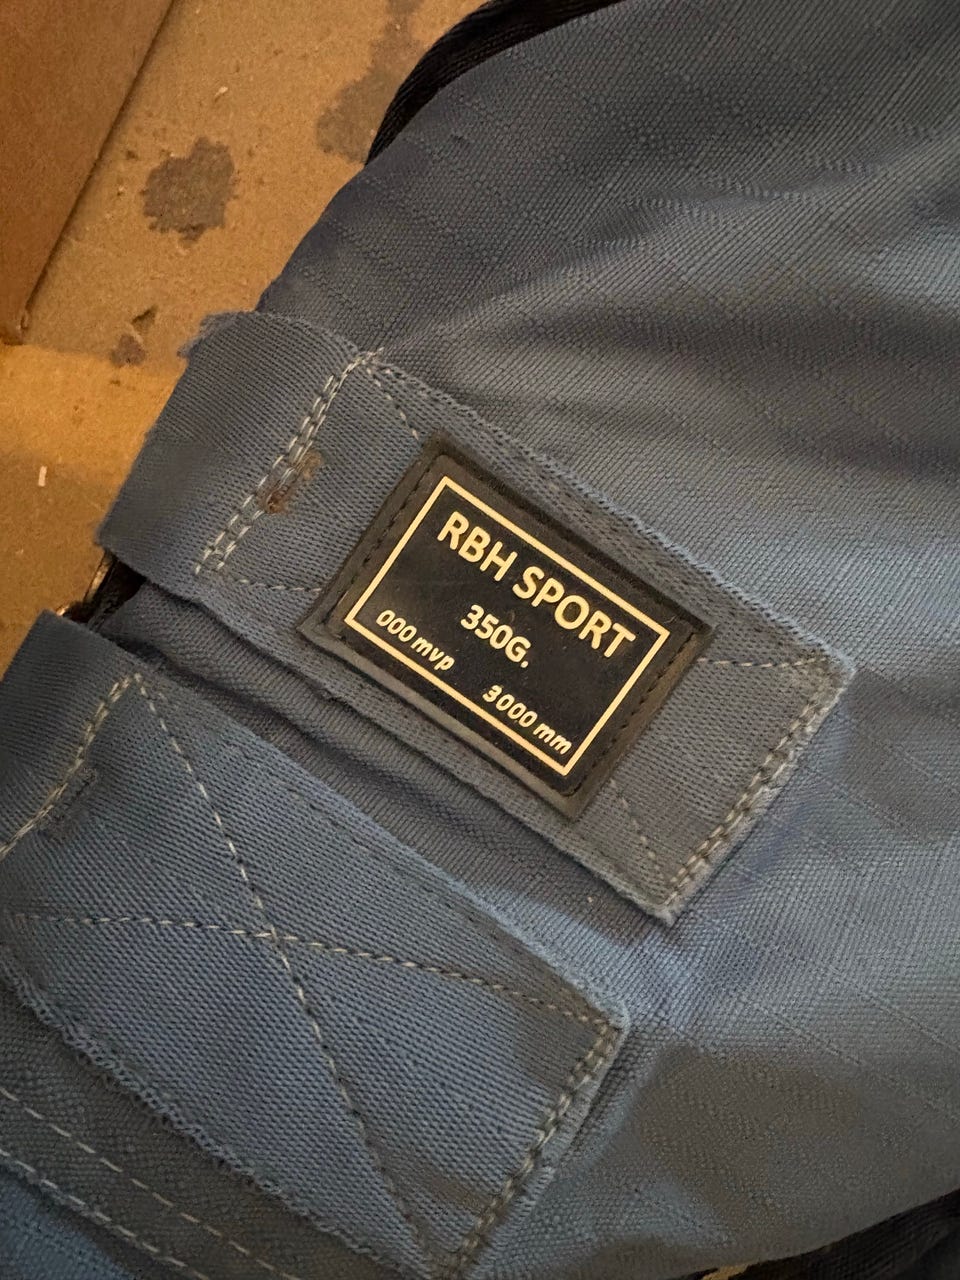 RBH SPORT
350G.
000 mvp
3000 mm